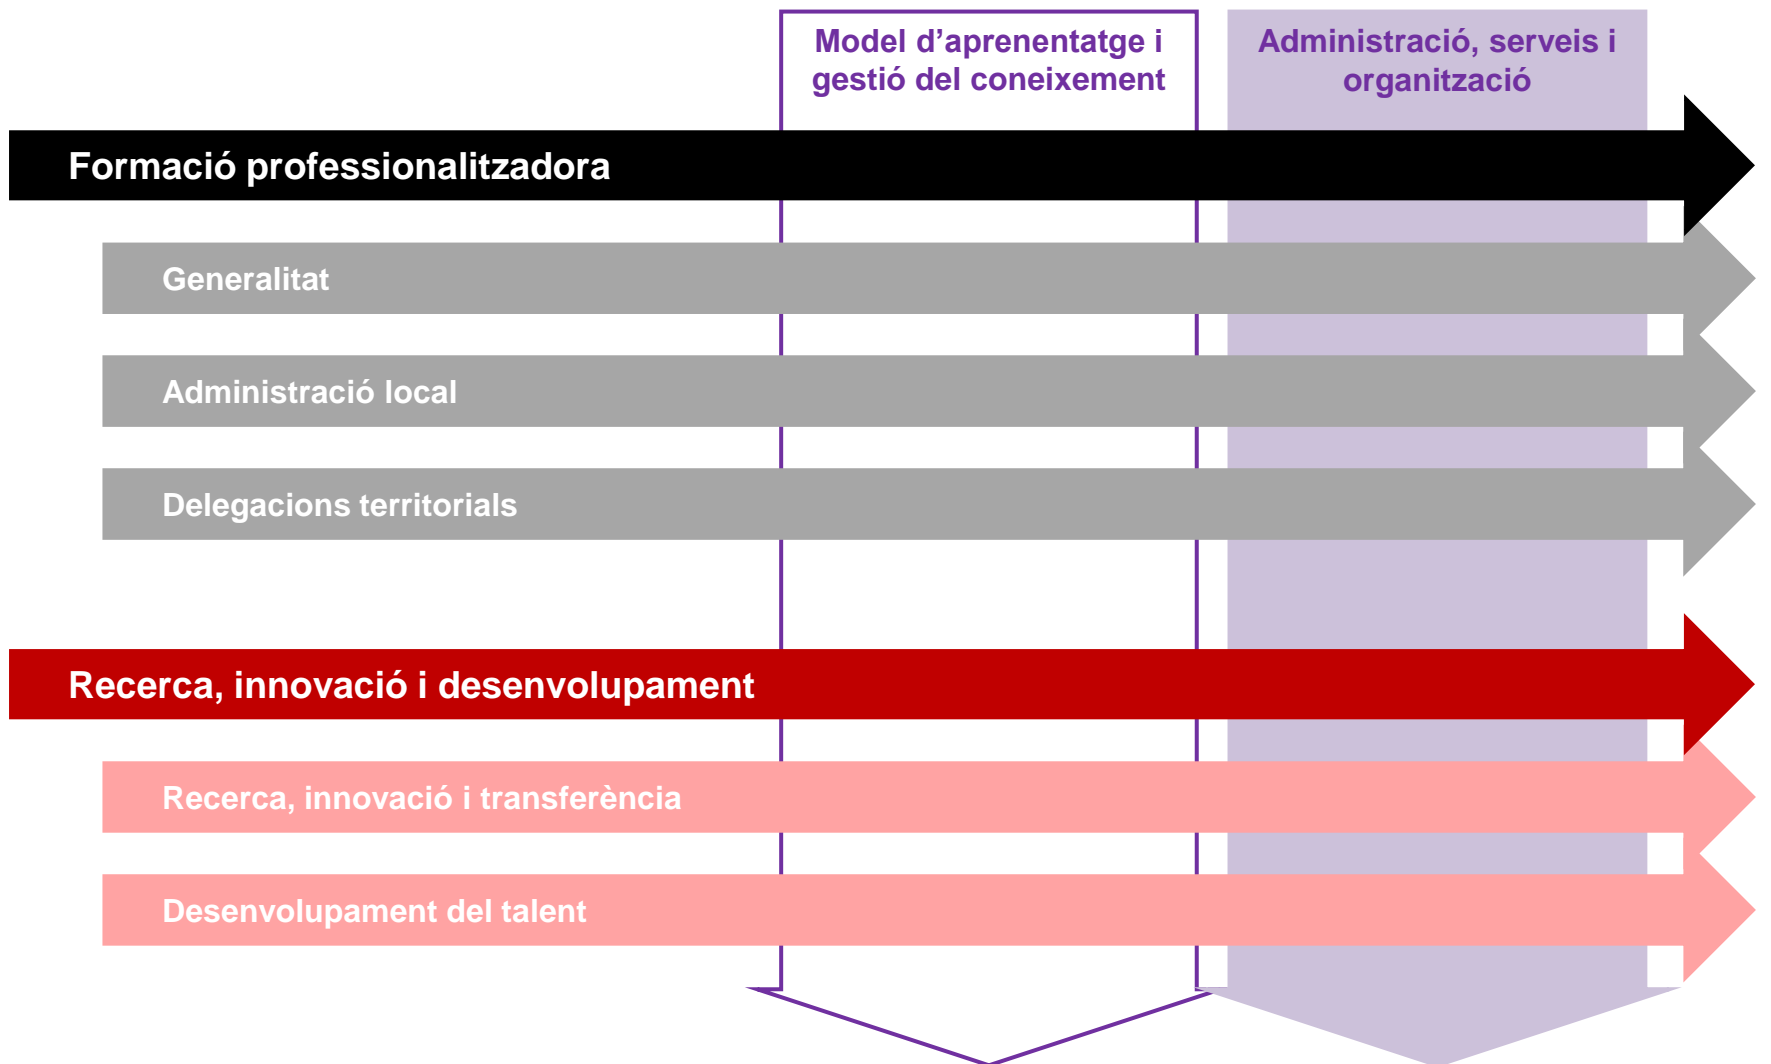 Model d’aprenentatge i
gestió del coneixement
Administració, serveis i
organització
Formació professionalitzadora
Generalitat
Administració local
Delegacions territorials
Recerca, innovació i desenvolupament
Recerca, innovació i transferència
Desenvolupament del talent